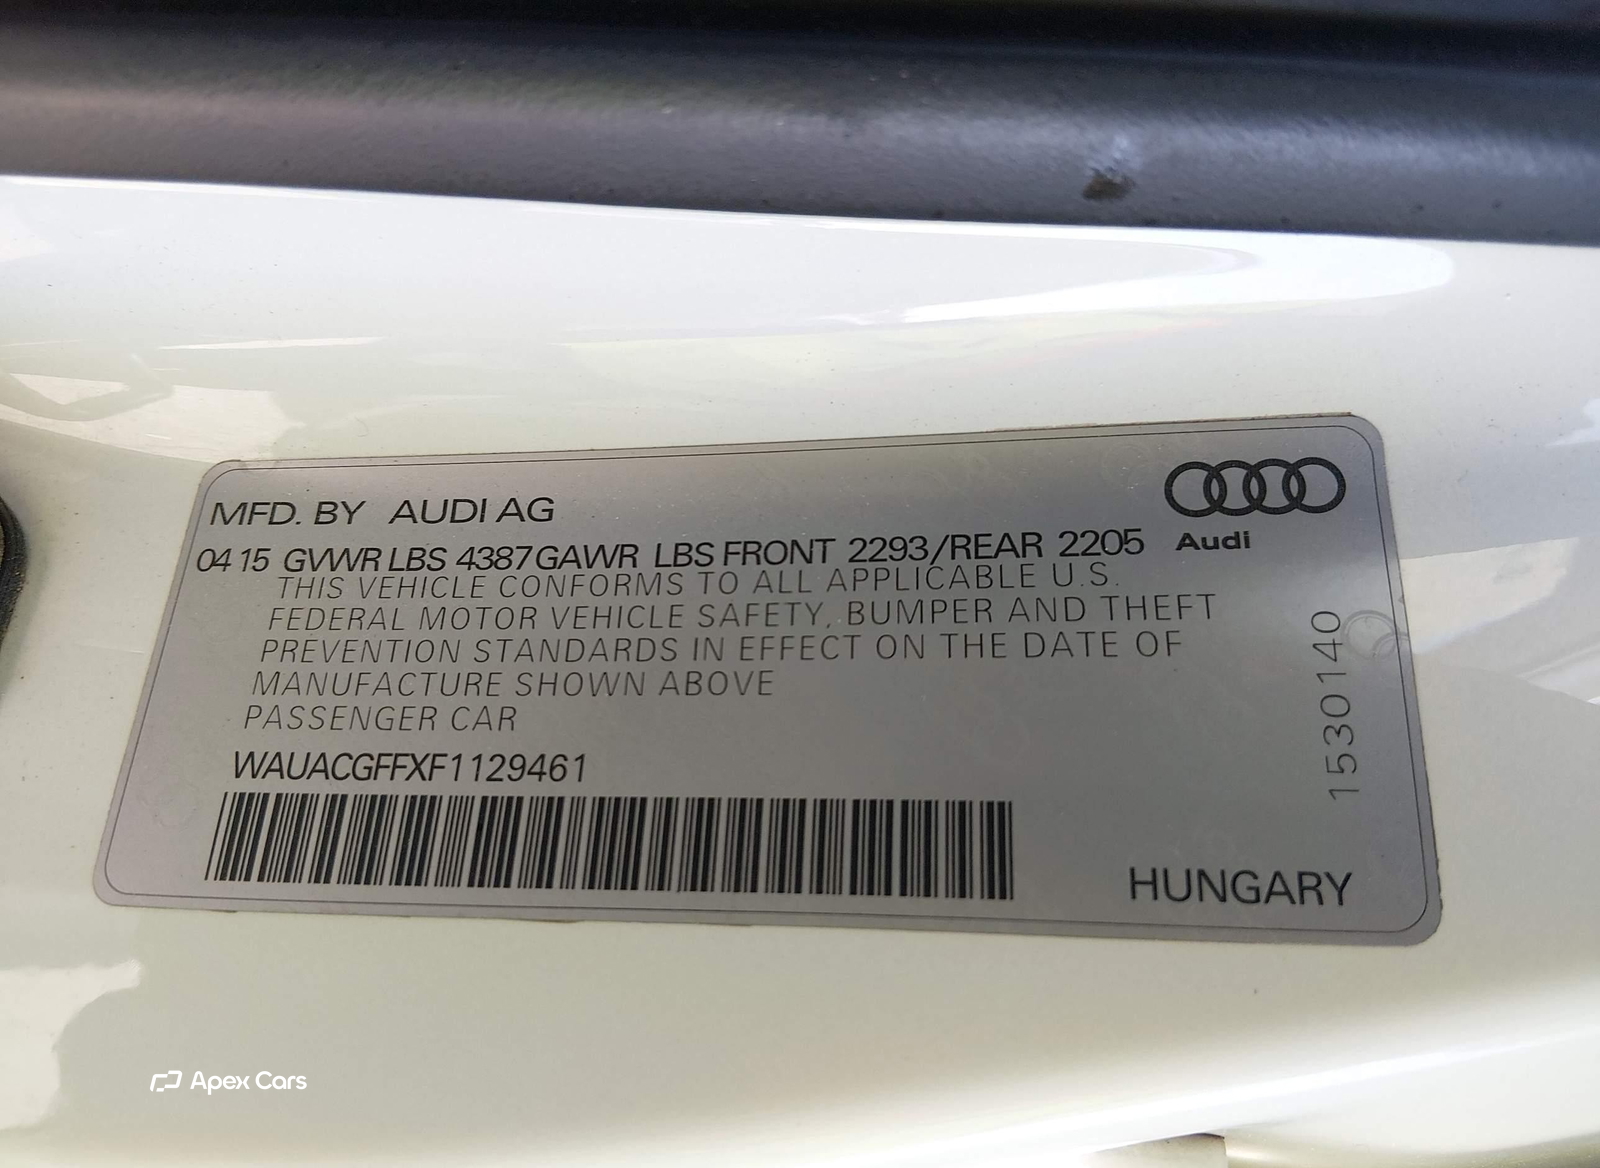 MFD. BY AUDI AG
Audi
04 15 GVWR LBS 4387 GAWR LBS FRONT 2293/REAR 2205
THIS VEHICLE CONFORMS TO ALL APPLICABLE U.S.
FEDERAL MOTOR VEHICLE SAFETY, BUMPER AND THEFT
PREVENTION STANDARDS IN EFFECT ON THE DATE OF
MANUFACTURE SHOWN ABOVE
PASSENGER CAR
WAUACGFFXF1129461
1530140
HUNGARY
Apex Cars